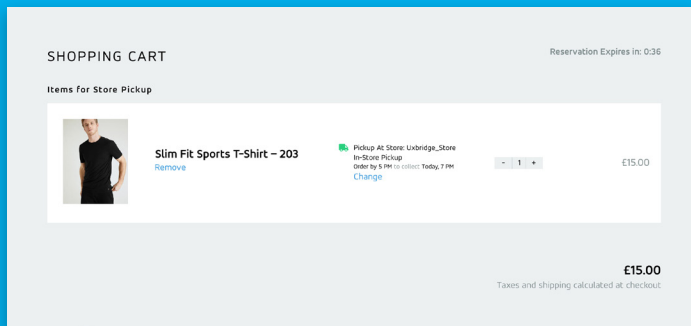 SHOPPING CART
Reservation Expires in: 0:36
Items for Store Pickup
Slim Fit Sports T-Shirt – 203
Remove
Pickup At Store: Uxbridge_Store
In-Store Pickup
Order by 5 PM to collect Today, 7 PM
Change
- 1 +
£15.00
£15.00
Taxes and shipping calculated at checkout